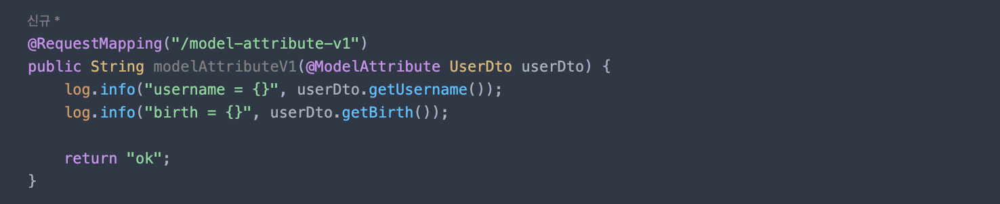 신규 *
@RequestMapping("/model-attribute-v1")
public String modelAttributeV1(@ModelAttribute UserDto userDto) {
    log.info("username = {}", userDto.getUsername());
    log.info("birth = {}", userDto.getBirth());
    return "ok";
}